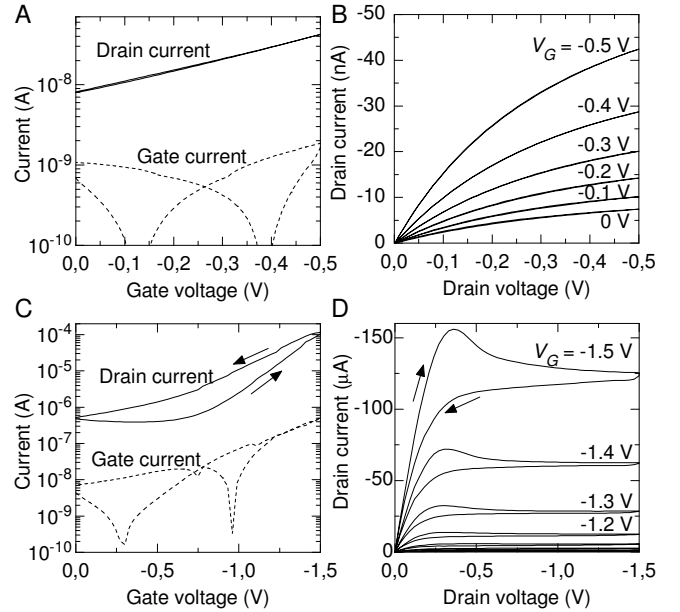 A
Drain current
Gate current
Current (A)
10⁻⁸
10⁻⁹
10⁻¹⁰
0,0 -0,1 -0,2 -0,3 -0,4 -0,5
Gate voltage (V)
B
V_G = -0.5 V
-0.4 V
-0.3 V
-0.2 V
-0.1 V
0 V
Drain current (nA)
-50
-40
-30
-20
-10
0
0,0 -0,1 -0,2 -0,3 -0,4 -0,5
Drain voltage (V)
C
Drain current
Gate current
Current (A)
10⁻⁴
10⁻⁵
10⁻⁶
10⁻⁷
10⁻⁸
10⁻⁹
10⁻¹⁰
0,0 -0,5 -1,0 -1,5
Gate voltage (V)
D
V_G = -1.5 V
-1.4 V
-1.3 V
-1.2 V
Drain current (µA)
-150
-100
-50
0
0,0 -0,5 -1,0 -1,5
Drain voltage (V)